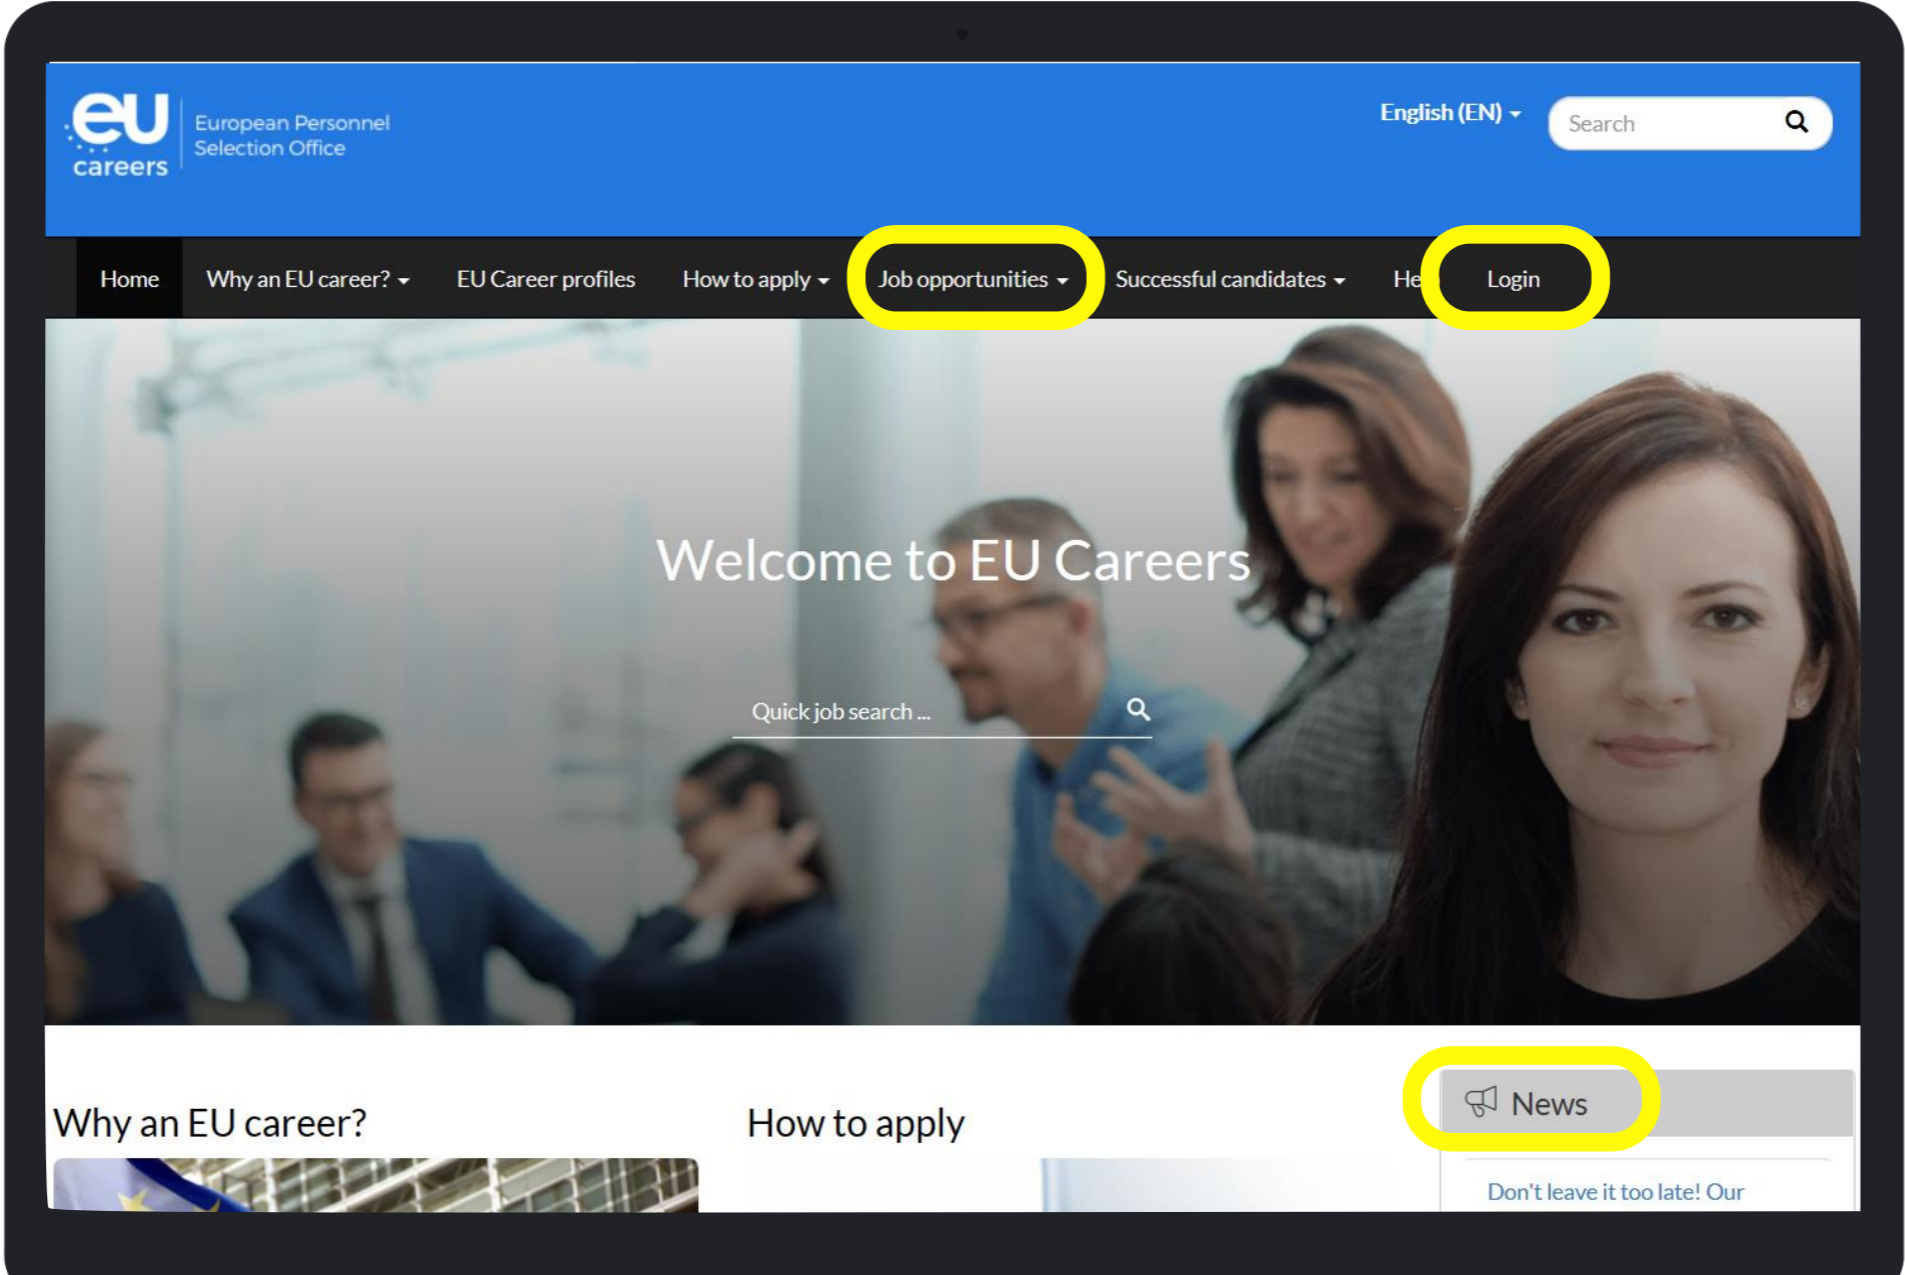 eu
careers
European Personnel
Selection Office
English (EN)
Search
Home Why an EU career? EU Career profiles How to apply Job opportunities Successful candidates He Login
Welcome to EU Careers
Quick job search ...
Why an EU career?
How to apply
News
Don't leave it too late! Our